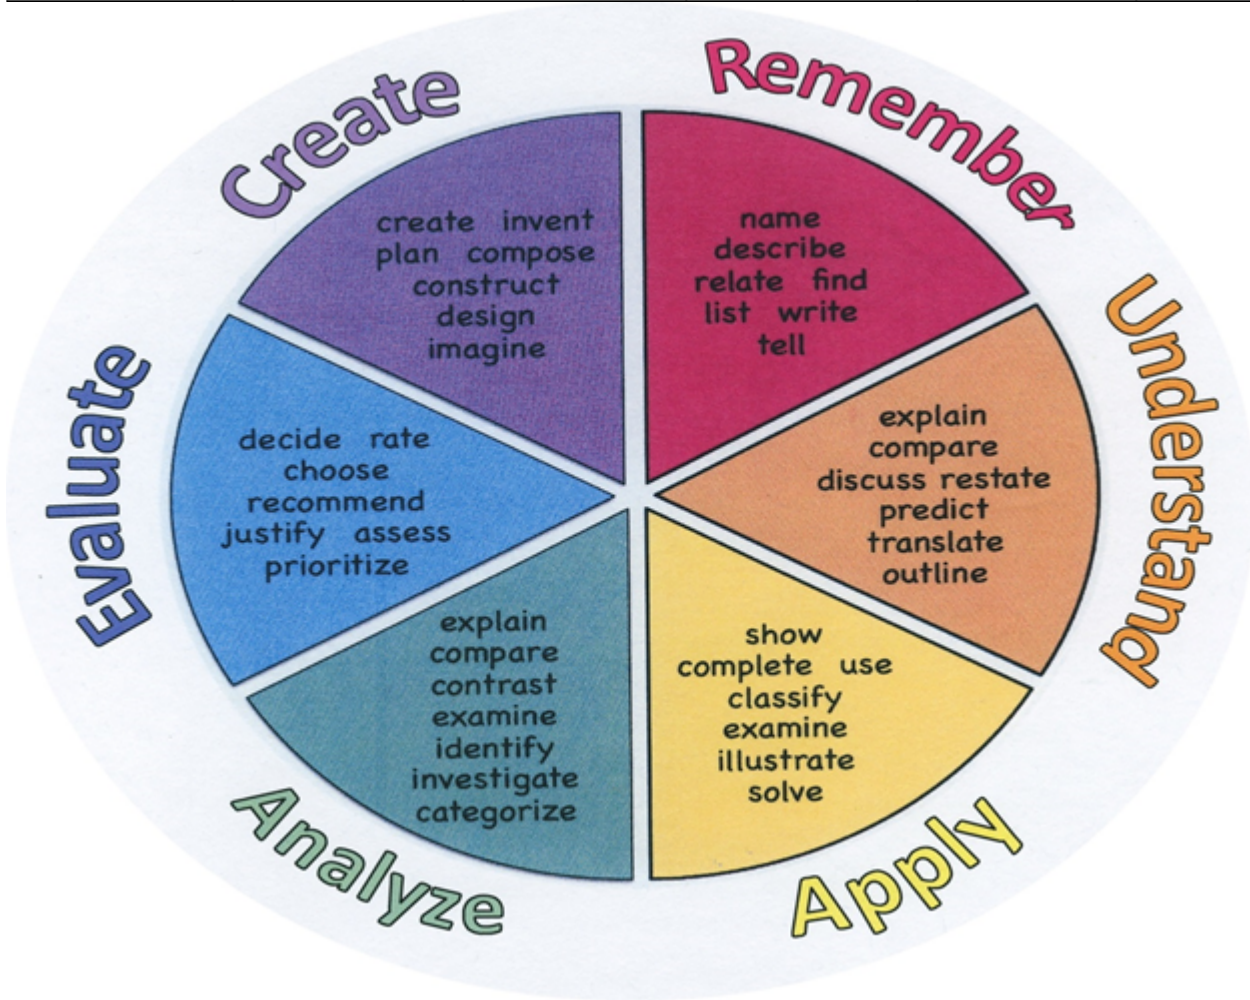 Remember
name
describe
relate find
list write
tell
Understand
explain
compare
discuss restate
predict
translate
outline
Apply
show
complete use
classify
examine
illustrate
solve
Analyze
explain
compare
contrast
examine
identify
investigate
categorize
Evaluate
decide rate
choose
recommend
justify assess
prioritize
Create
create invent
plan compose
construct
design
imagine